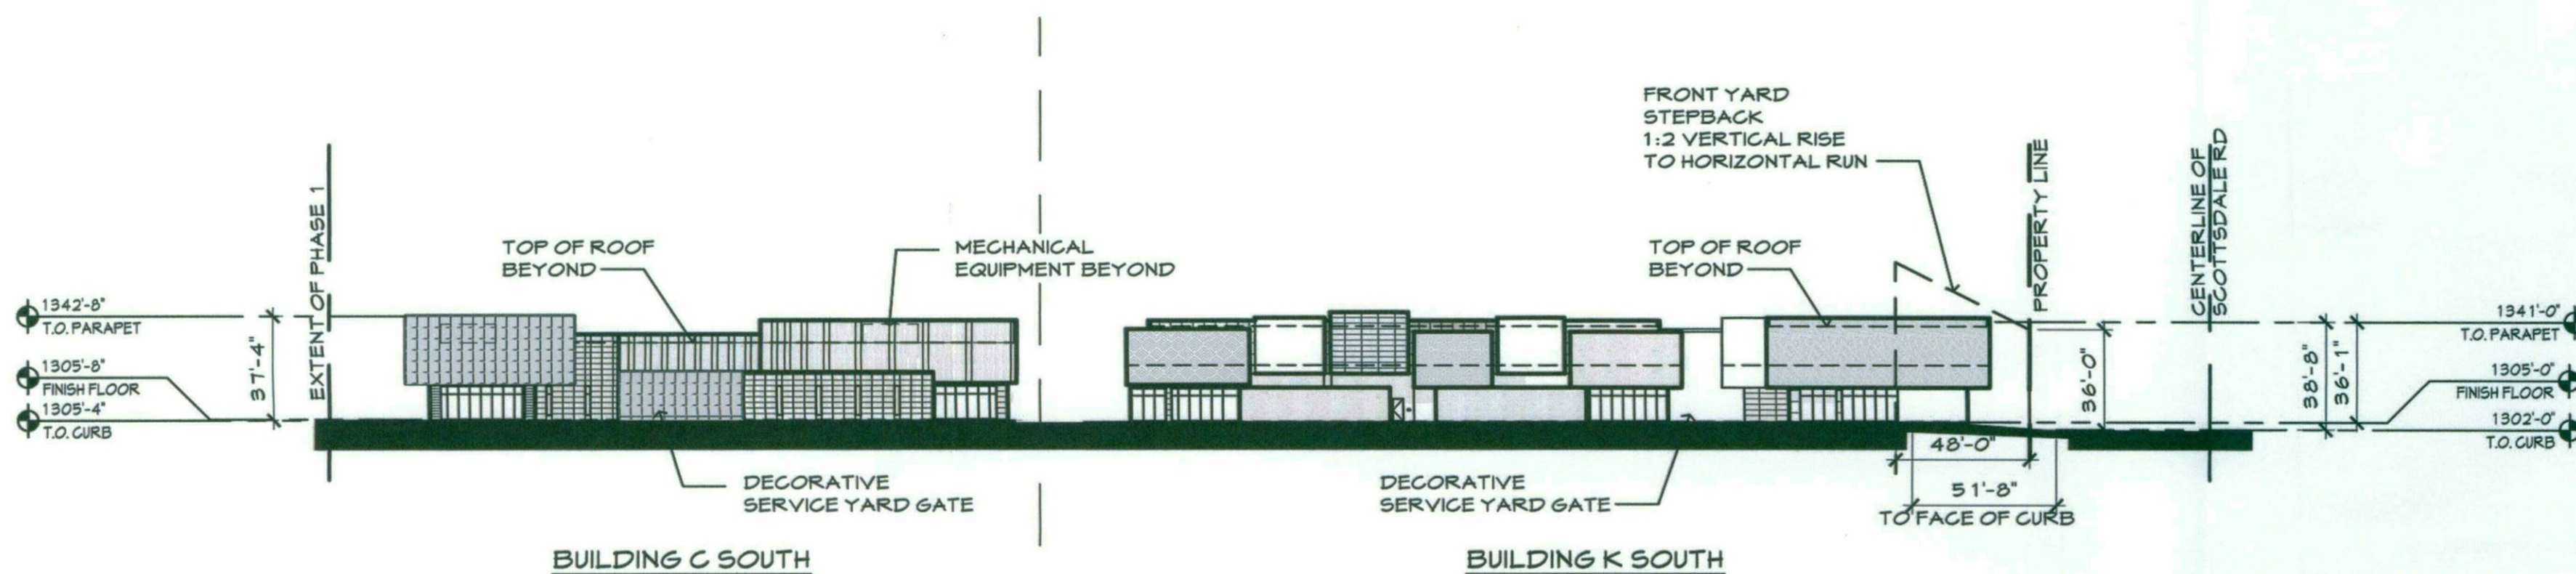 FRONT YARD
STEPBACK
1:2 VERTICAL RISE
TO HORIZONTAL RUN
EXTENT OF PHASE 1
TOP OF ROOF
BEYOND
MECHANICAL
EQUIPMENT BEYOND
TOP OF ROOF
BEYOND
PROPERTY LINE
CENTERLINE OF
SCOTTSDALE RD
1342'-8"
T.O. PARAPET
1305'-8"
FINISH FLOOR
1305'-4"
T.O. CURB
37'-4"
36'-0"
38'-8"
36'-1"
1341'-0"
T.O. PARAPET
1305'-0"
FINISH FLOOR
1302'-0"
T.O. CURB
48'-0"
51'-8"
TO FACE OF CURB
DECORATIVE
SERVICE YARD GATE
DECORATIVE
SERVICE YARD GATE
BUILDING C SOUTH
BUILDING K SOUTH